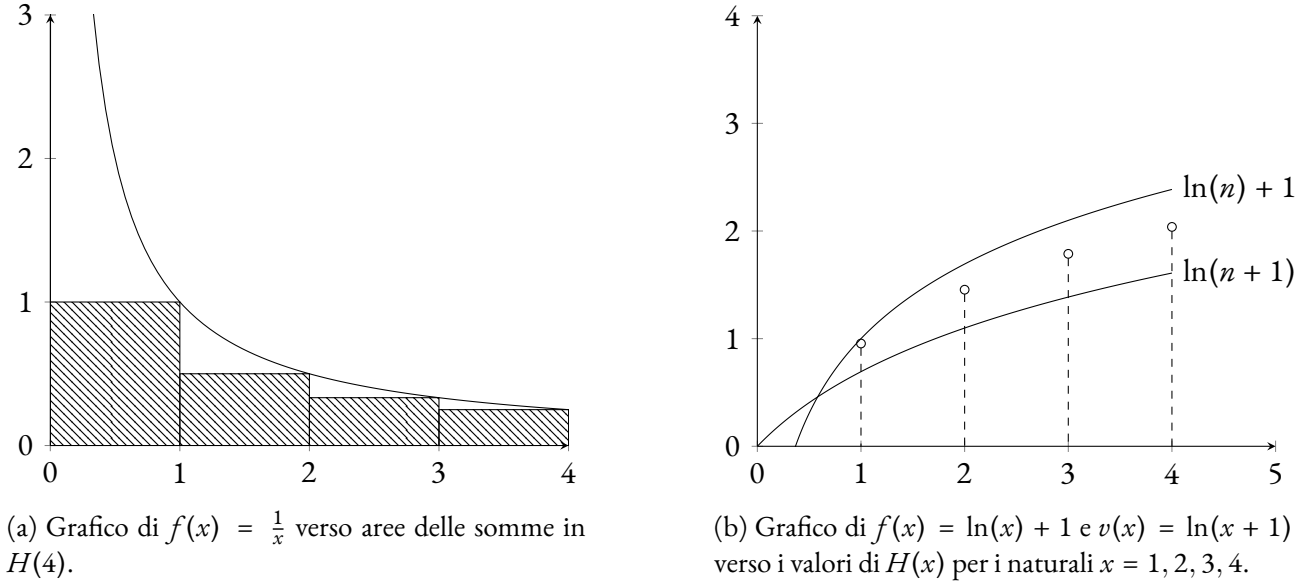 3
2
1
0
0 1 2 3 4
(a) Grafico di f(x) = 1/x verso aree delle somme in
H(4).
4
3
2
1
0
0 1 2 3 4 5
ln(n) + 1
ln(n + 1)
(b) Grafico di f(x) = ln(x) + 1 e v(x) = ln(x + 1)
verso i valori di H(x) per i naturali x = 1, 2, 3, 4.